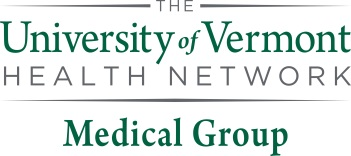 THE
University of Vermont
HEALTH NETWORK
Medical Group